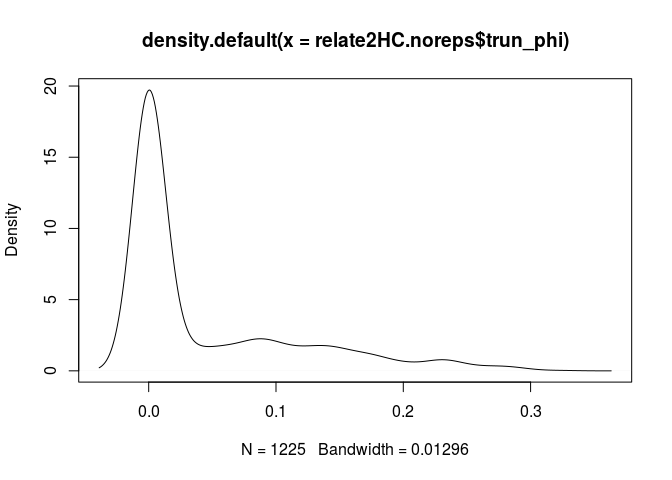 density.default(x = relate2HC.noreps$trun_phi)
Density
20
15
10
5
0
0.0 0.1 0.2 0.3
N = 1225 Bandwidth = 0.01296